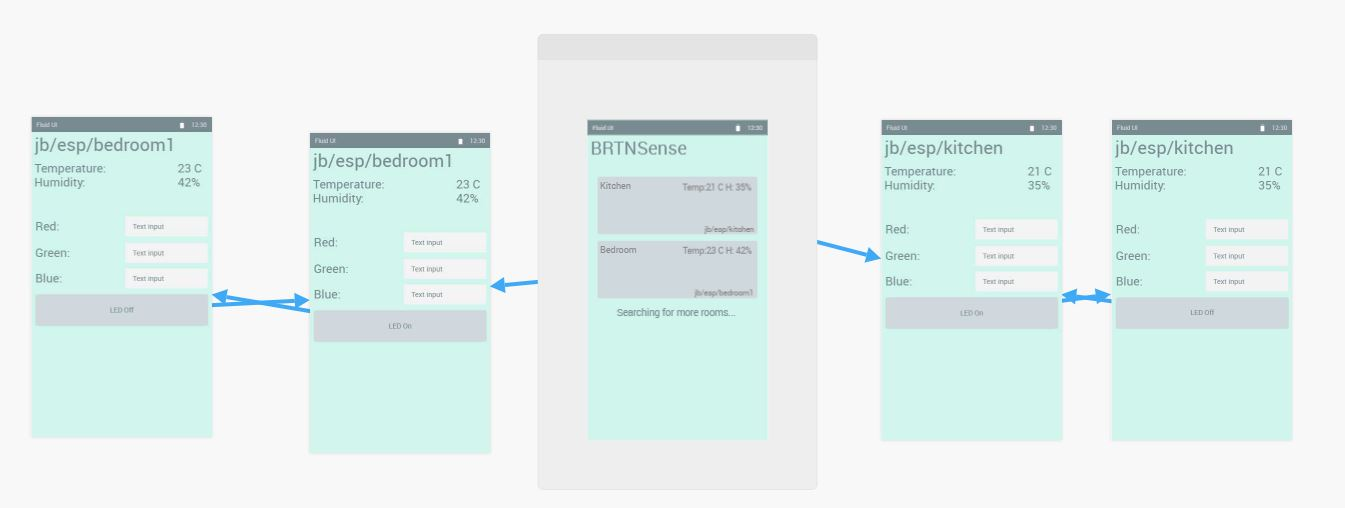 Fluid UI 12:30
jb/esp/bedroom1
Temperature: 23 C
Humidity: 42%
Red: Text input
Green: Text input
Blue: Text input
LED Off
Fluid UI 12:30
jb/esp/bedroom1
Temperature: 23 C
Humidity: 42%
Red: Text input
Green: Text input
Blue: Text input
LED On
Fluid UI 12:30
BRTNSense
Kitchen Temp:21 C H: 35%
jb/esp/kitchen
Bedroom Temp:23 C H: 42%
jb/esp/bedroom1
Searching for more rooms...
Fluid UI 12:30
jb/esp/kitchen
Temperature: 21 C
Humidity: 35%
Red: Text input
Green: Text input
Blue: Text input
LED On
Fluid UI 12:30
jb/esp/kitchen
Temperature: 21 C
Humidity: 35%
Red: Text input
Green: Text input
Blue: Text input
LED Off